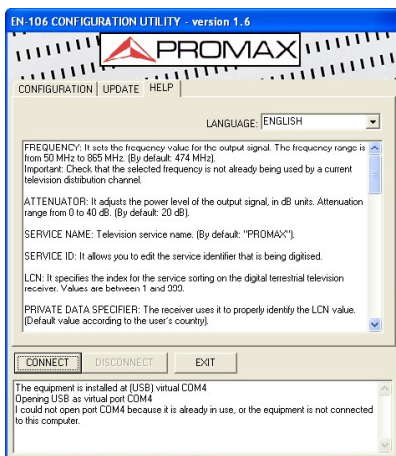 EN-106 CONFIGURATION UTILITY - version 1.6
PROMAX
CONFIGURATION UPDATE HELP
LANGUAGE: ENGLISH
FREQUENCY: It sets the frequency value for the output signal. The frequency range is
from 50 MHz to 865 MHz. (By default: 474 MHz).
Important: Check that the selected frequency is not already being used by a current
television distribution channel.
ATTENUATOR: It adjusts the power level of the output signal, in dB units. Attenuation
range from 0 to 40 dB. (By default: 20 dB).
SERVICE NAME: Television service name. (By default: "PROMAX").
SERVICE ID: It allows you to edit the service identifier that is being digitised.
LCN: It specifies the index for the service sorting on the digital terrestrial television
receiver. Values are between 1 and 999.
PRIVATE DATA SPECIFIER: The receiver uses it to properly identify the LCN value.
(Default value according to the user's country).
CONNECT DISCONNECT EXIT
The equipment is installed at (USB) virtual COM4
Opening USB as virtual port COM4
I could not open port COM4 because it is already in use, or the equipment is not connected
to this computer.